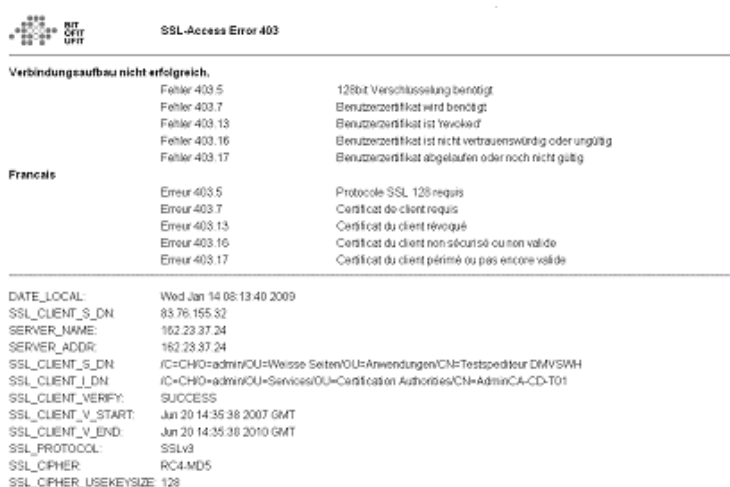 BIT
OFIT
UFIT
SSL-Access Error 403
Verbindungsaufbau nicht erfolgreich.
Fehler 403.5 128bit Verschlusselung benötigt
Fehler 403.7 Benutzerzertifikat wird benötigt
Fehler 403.13 Benutzerzertifikat ist 'revoked'
Fehler 403.16 Benutzerzertifikat ist nicht vertrauenswürdig oder ungültig
Fehler 403.17 Benutzerzertifikat abgelaufen oder noch nicht gültig
Francais
Erreur 403.5 Protocole SSL 128 requis
Erreur 403.7 Certificat de client requis
Erreur 403.13 Certificat du client révoqué
Erreur 403.16 Certificat du client non sécurisé ou non valide
Erreur 403.17 Certificat du client périmé ou pas encore valide
DATE_LOCAL: Wed Jan 14 08:13:40 2009
SSL_CLIENT_S_DN: 83.76.155.32
SERVER_NAME: 162.23.37.24
SERVER_ADDR: 162.23.37.24
SSL_CLIENT_S_DN: /C=CH/O=admin/OU=Weisse Seiten/OU=Anwendungen/CN=Testspediteur DMVSWH
SSL_CLIENT_I_DN: /C=CH/O=admin/OU=Services/OU=Certification Authorities/CN=AdminCA-CD-T01
SSL_CLIENT_VERIFY: SUCCESS
SSL_CLIENT_V_START: Jun 20 14:35:38 2007 GMT
SSL_CLIENT_V_END: Jun 20 14:35:38 2010 GMT
SSL_PROTOCOL: SSLv3
SSL_CIPHER: RC4-MD5
SSL_CIPHER_USEKEYSIZE: 128